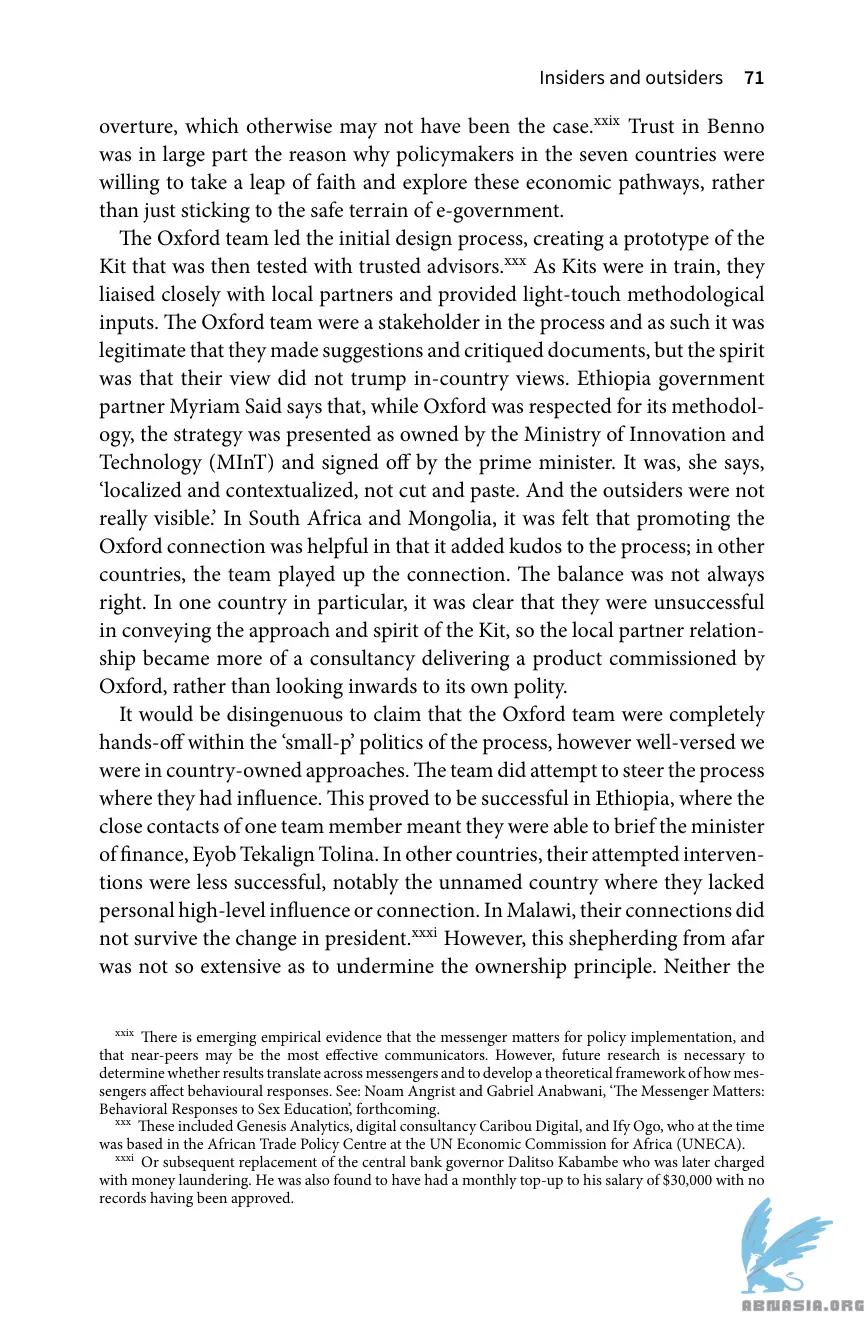 Insiders and outsiders 71
overture, which otherwise may not have been the case.xxix Trust in Benno
was in large part the reason why policymakers in the seven countries were
willing to take a leap of faith and explore these economic pathways, rather
than just sticking to the safe terrain of e-government.
The Oxford team led the initial design process, creating a prototype of the
Kit that was then tested with trusted advisors.xxx As Kits were in train, they
liaised closely with local partners and provided light-touch methodological
inputs. The Oxford team were a stakeholder in the process and as such it was
legitimate that they made suggestions and critiqued documents, but the spirit
was that their view did not trump in-country views. Ethiopia government
partner Myriam Said says that, while Oxford was respected for its methodol-
ogy, the strategy was presented as owned by the Ministry of Innovation and
Technology (MInT) and signed off by the prime minister. It was, she says,
‘localized and contextualized, not cut and paste. And the outsiders were not
really visible.’ In South Africa and Mongolia, it was felt that promoting the
Oxford connection was helpful in that it added kudos to the process; in other
countries, the team played up the connection. The balance was not always
right. In one country in particular, it was clear that they were unsuccessful
in conveying the approach and spirit of the Kit, so the local partner relation-
ship became more of a consultancy delivering a product commissioned by
Oxford, rather than looking inwards to its own polity.
It would be disingenuous to claim that the Oxford team were completely
hands-off within the ‘small-p’ politics of the process, however well-versed we
were in country-owned approaches. The team did attempt to steer the process
where they had influence. This proved to be successful in Ethiopia, where the
close contacts of one team member meant they were able to brief the minister
of finance, Eyob Tekalign Tolina. In other countries, their attempted interven-
tions were less successful, notably the unnamed country where they lacked
personal high-level influence or connection. In Malawi, their connections did
not survive the change in president.xxxi However, this shepherding from afar
was not so extensive as to undermine the ownership principle. Neither the
xxix There is emerging empirical evidence that the messenger matters for policy implementation, and
that near-peers may be the most effective communicators. However, future research is necessary to
determine whether results translate across messengers and to develop a theoretical framework of how mes-
sengers affect behavioural responses. See: Noam Angrist and Gabriel Anabwani, ‘The Messenger Matters:
Behavioral Responses to Sex Education’, forthcoming.
xxx These included Genesis Analytics, digital consultancy Caribou Digital, and Ify Ogo, who at the time
was based in the African Trade Policy Centre at the UN Economic Commission for Africa (UNECA).
xxxi Or subsequent replacement of the central bank governor Dalitso Kabambe who was later charged
with money laundering. He was also found to have had a monthly top-up to his salary of $30,000 with no
records having been approved.
ABNASIA.ORG